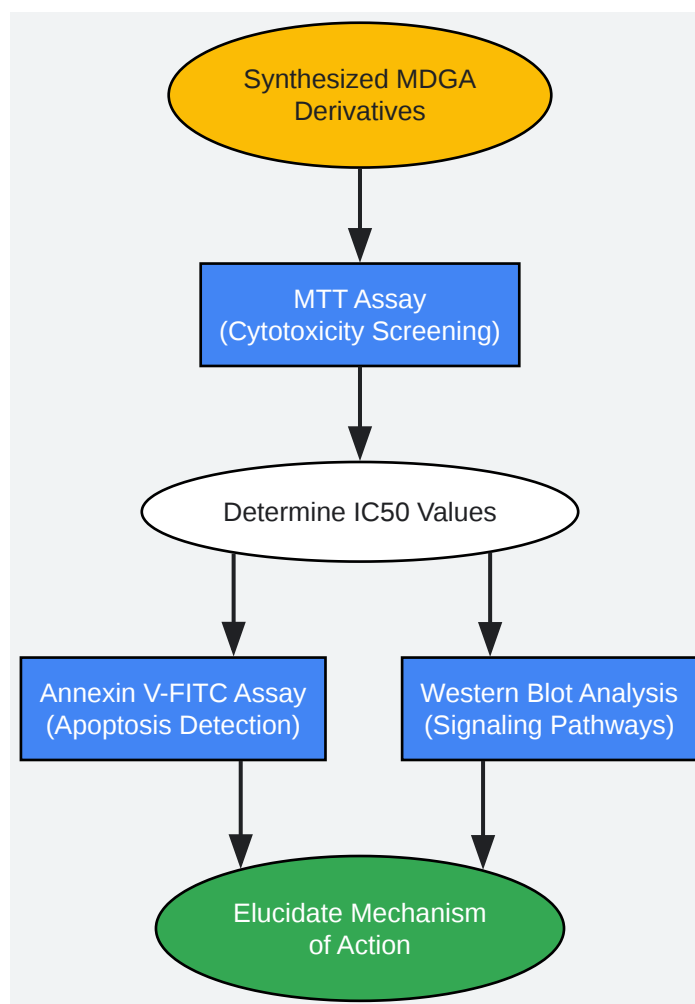 Synthesized MDGA
Derivatives
MTT Assay
(Cytotoxicity Screening)
Determine IC50 Values
Annexin V-FITC Assay
(Apoptosis Detection)
Western Blot Analysis
(Signaling Pathways)
Elucidate Mechanism
of Action